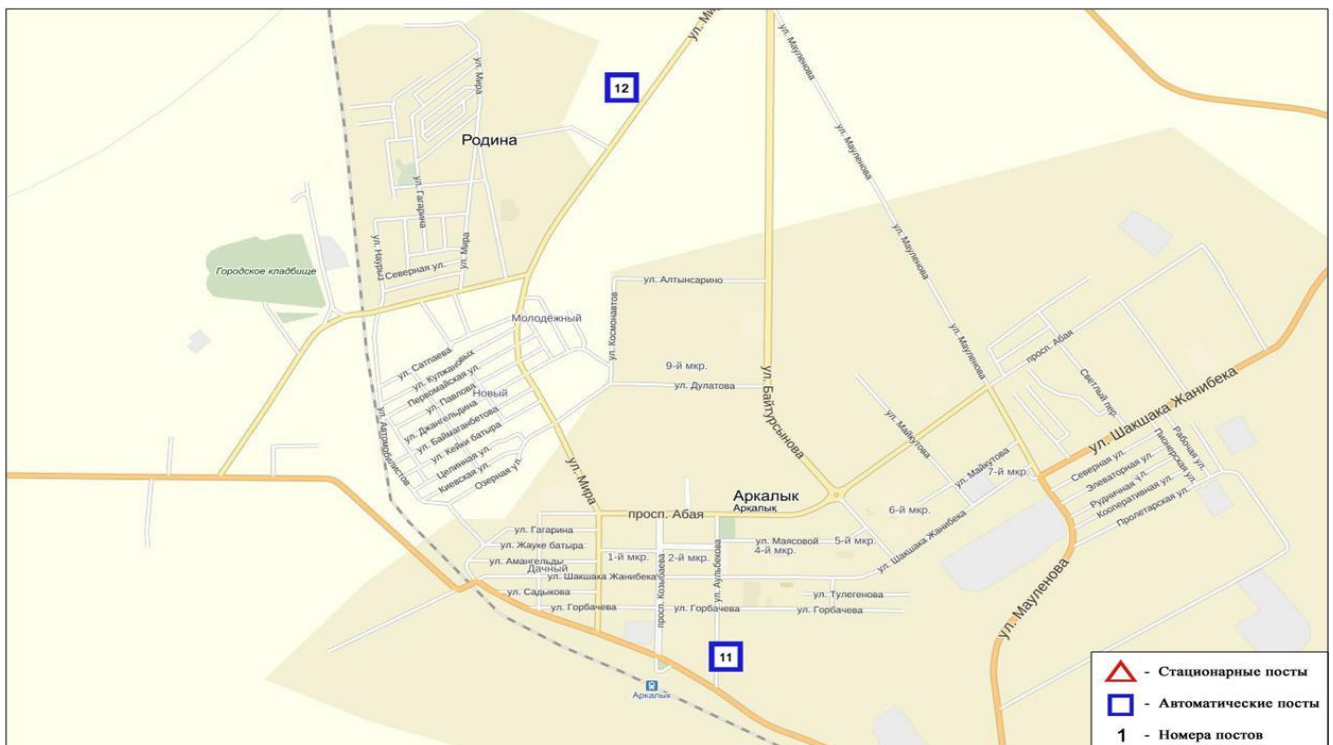 ул. Мира
ул. Мауленова
12
ул. Мира
Родина
ул. Мауленова
ул. Гагарина
ул. Наурыз
ул. Мира
Северная ул.
Городское кладбище
ул. Мауленова
ул. Алтынсарино
ул. Космонавтов
Молодёжный
ул. Мауленова
просп. Абая
ул. Сатпаева
ул. Кулжановых
Первомайская ул.
9-й мкр.
ул. Дулатова
ул. Байтурсынова
Светлый пер.
ул. Шакшака Жанибека
ул. Павлова
Новый
ул. Джангельдина
ул. Баймаганбетова
ул. Кейки батыра
ул. Автомобилистов
Целинная ул.
Киевская ул.
Озерная ул.
ул. Мира
ул. Майкутова
ул. Майкутова
7-й мкр.
Северная ул.
Элеваторная ул.
Рудничная ул.
Кооперативная ул.
Пролетарская ул.
Пионерская ул.
Рабочая ул.
Аркалык
Аркалык
просп. Абая
6-й мкр.
ул. Гагарина
ул. Жауке батыра
ул. Амангельды
Дачный
1-й мкр.
2-й мкр.
ул. Маясовой
4-й мкр.
5-й мкр.
ул. Шакшака Жанибека
ул. Шакшака Жанибека
просп. Козыбаева
ул. Аульбекова
ул. Садыкова
ул. Тулегенова
ул. Горбачева
ул. Горбачева
ул. Горбачева
ул. Мауленова
11
Аркалык
- Стационарные посты
- Автоматические посты
1 - Номера постов